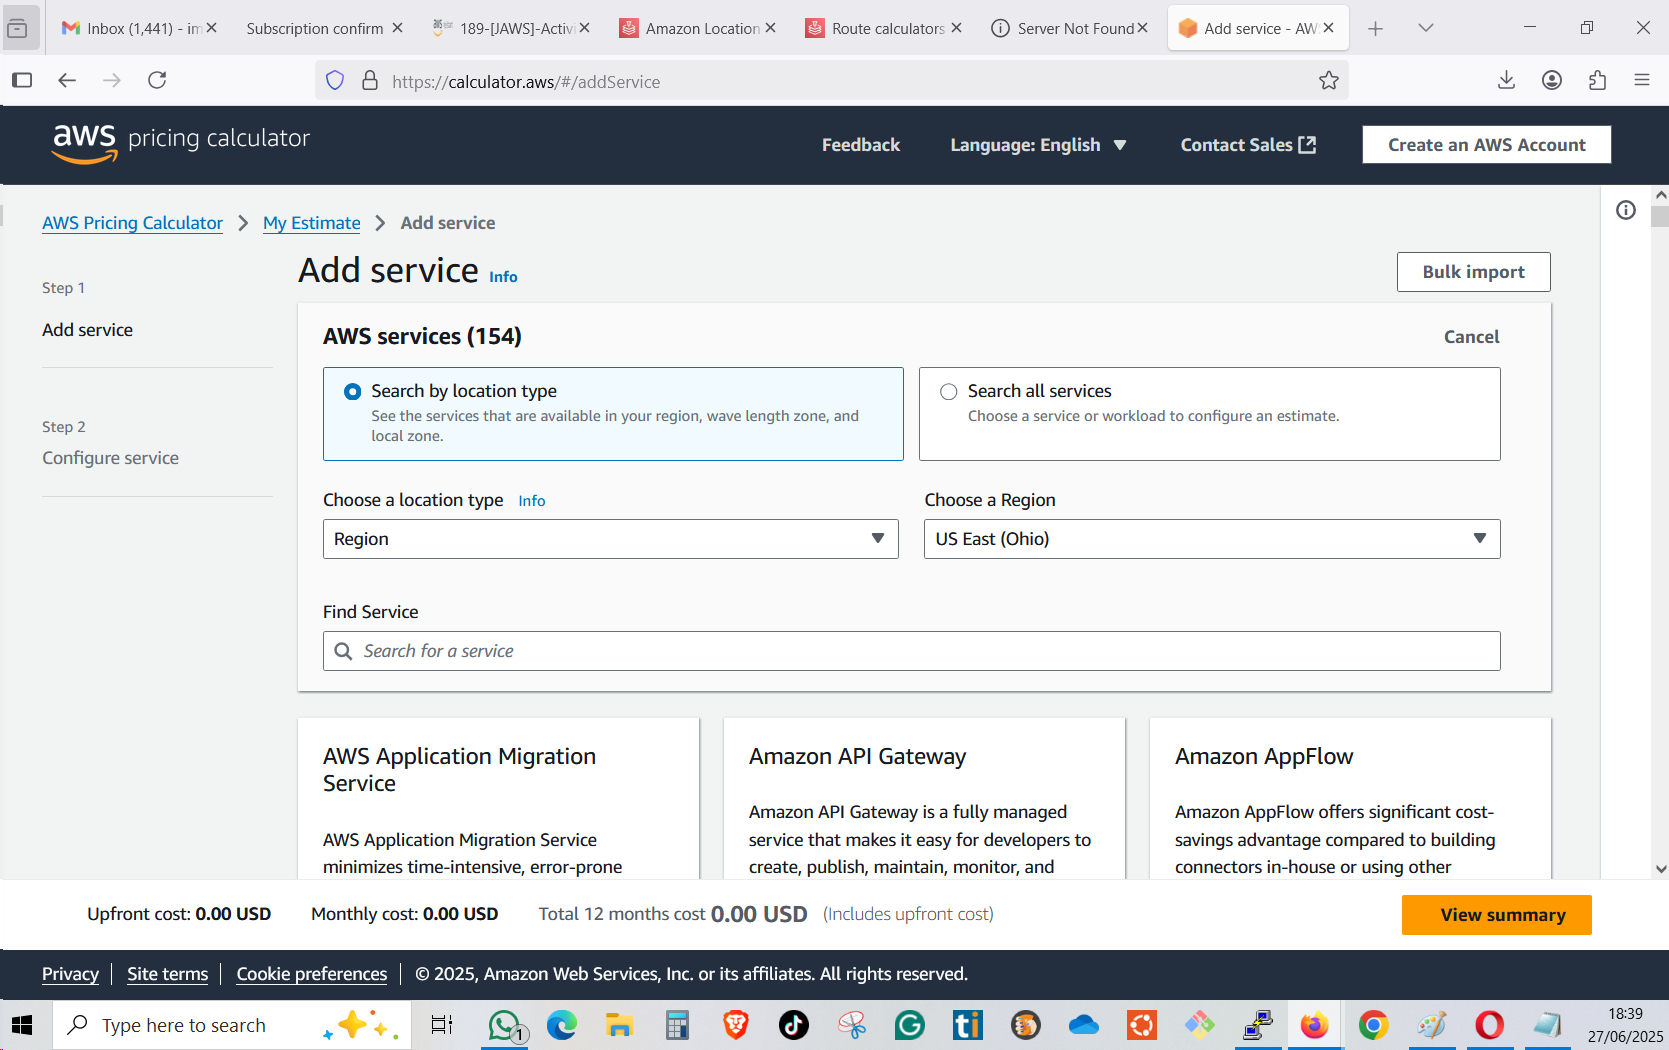 Inbox (1,441) - im
Subscription confirm
189-[JAWS]-Activi
Amazon Location
Route calculators
Server Not Found
Add service - AW
https://calculator.aws/#/addService
aws pricing calculator
Feedback
Language: English
Contact Sales
Create an AWS Account
AWS Pricing Calculator
My Estimate
Add service
Step 1
Add service
Step 2
Configure service
Add service Info
Bulk import
AWS services (154)
Cancel
Search by location type
See the services that are available in your region, wave length zone, and
local zone.
Search all services
Choose a service or workload to configure an estimate.
Choose a location type Info
Region
Choose a Region
US East (Ohio)
Find Service
Search for a service
AWS Application Migration
Service
AWS Application Migration Service
minimizes time-intensive, error-prone
Amazon API Gateway
Amazon API Gateway is a fully managed
service that makes it easy for developers to
create, publish, maintain, monitor, and
Amazon AppFlow
Amazon AppFlow offers significant cost-
savings advantage compared to building
connectors in-house or using other
Upfront cost: 0.00 USD
Monthly cost: 0.00 USD
Total 12 months cost 0.00 USD (Includes upfront cost)
View summary
Privacy
Site terms
Cookie preferences
© 2025, Amazon Web Services, Inc. or its affiliates. All rights reserved.
Type here to search
1
ti
18:39
27/06/2025